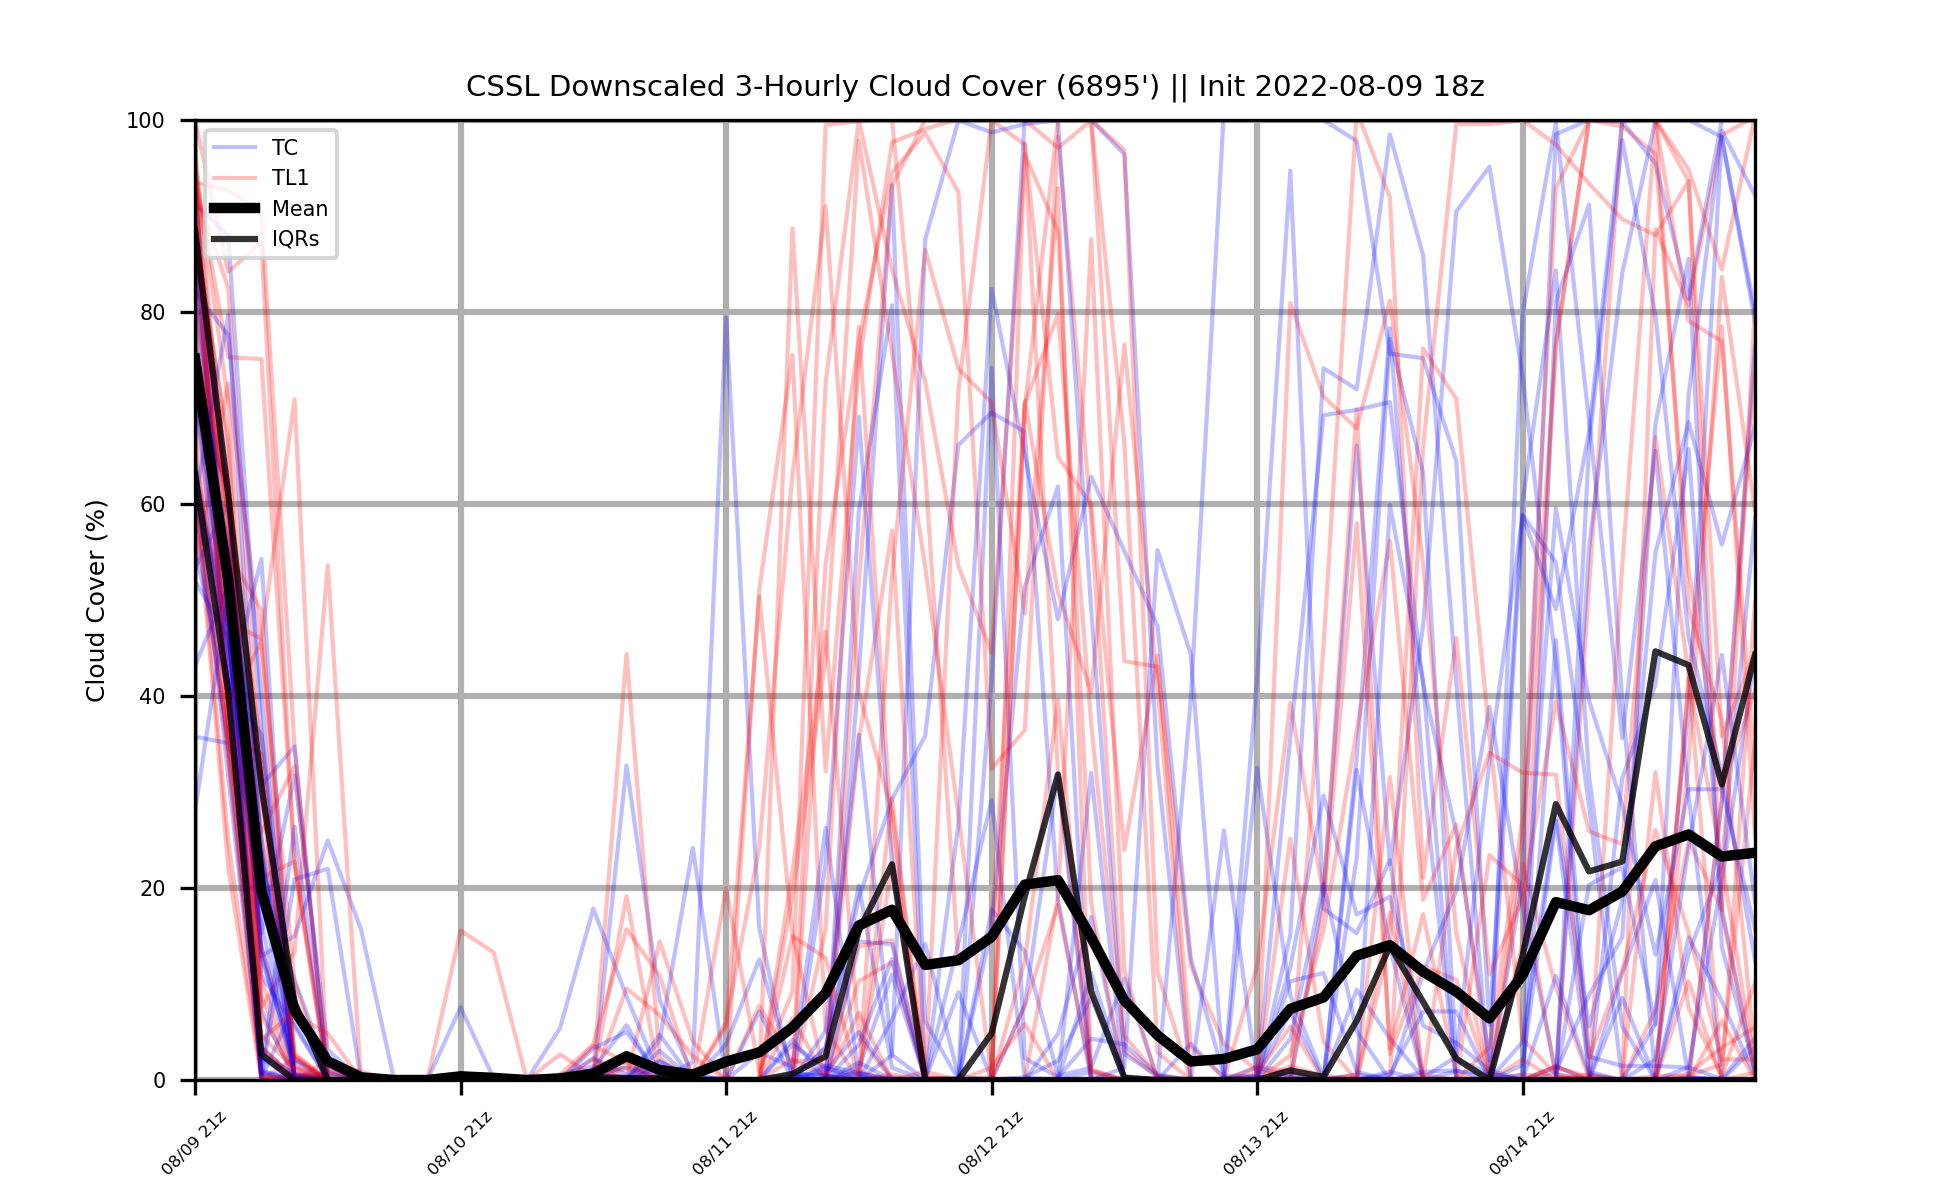 CSSL Downscaled 3-Hourly Cloud Cover (6895') || Init 2022-08-09 18z
TC
TL1
Mean
IQRs
Cloud Cover (%)
100
80
60
40
20
0
08/09 21z
08/10 21z
08/11 21z
08/12 21z
08/13 21z
08/14 21z